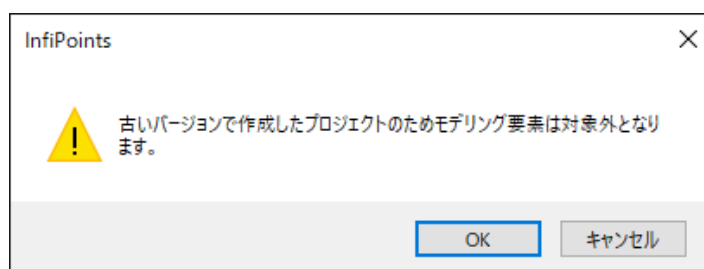 InfiPoints
古いバージョンで作成したプロジェクトのためモデリング要素は対象外となり
ます。
OK
キャンセル